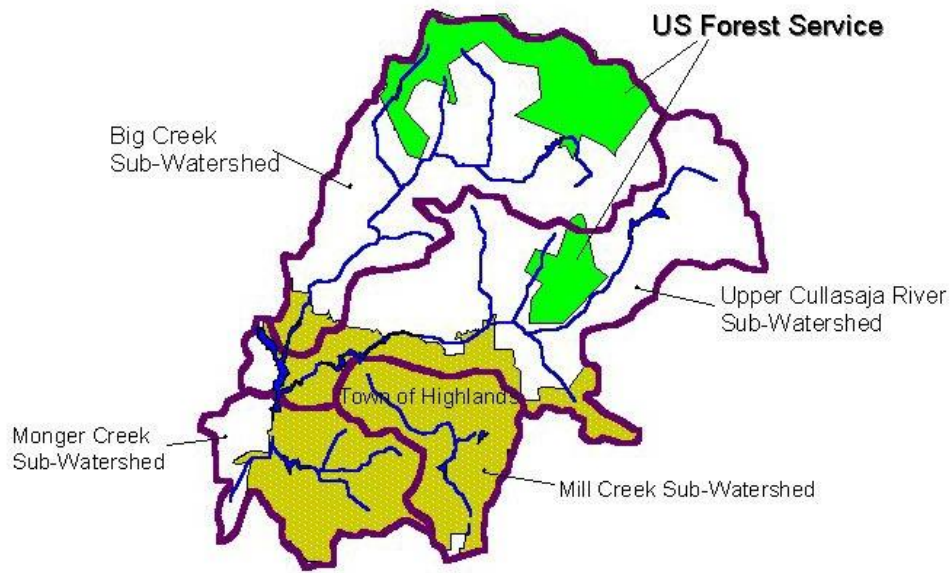 US Forest Service
Big Creek
Sub-Watershed
Upper Cullasaja River
Sub-Watershed
Town of Highlands
Monger Creek
Sub-Watershed
Mill Creek Sub-Watershed